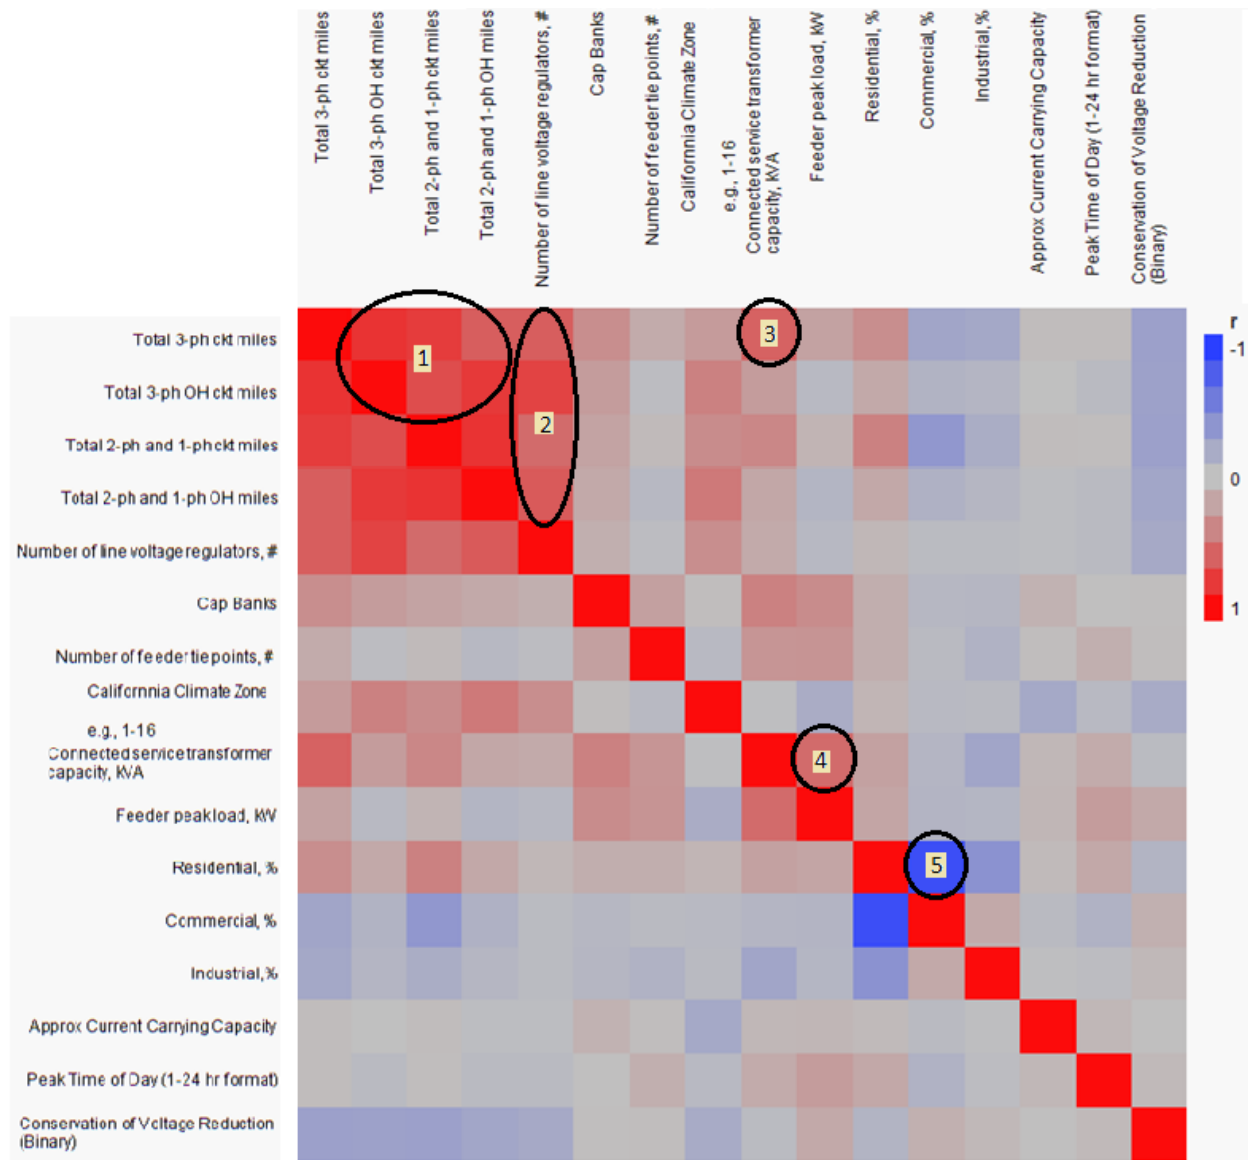 Total 3-ph ckt miles
Total 3-ph OH ckt miles
Total 2-ph and 1-ph ckt miles
Total 2-ph and 1-ph OH miles
Number of line voltage regulators, #
Cap Banks
Number of feeder tie points, #
Californnia Climate Zone
e.g., 1-16
Connected service transformer
capacity, kVA
Feeder peak load, kW
Residential, %
Commercial, %
Industrial, %
Approx Current Carrying Capacity
Peak Time of Day (1-24 hr format)
Conservation of Voltage Reduction
(Binary)
Total 3-ph ckt miles
Total 3-ph OH ckt miles
Total 2-ph and 1-ph ckt miles
Total 2-ph and 1-ph OH miles
Number of line voltage regulators, #
Cap Banks
Number of feeder tie points, #
Californnia Climate Zone
e.g., 1-16
Connected service transformer
capacity, kVA
Feeder peak load, kW
Residential, %
Commercial, %
Industrial, %
Approx Current Carrying Capacity
Peak Time of Day (1-24 hr format)
Conservation of Voltage Reduction
(Binary)
1
2
3
4
5
r
-1
0
1